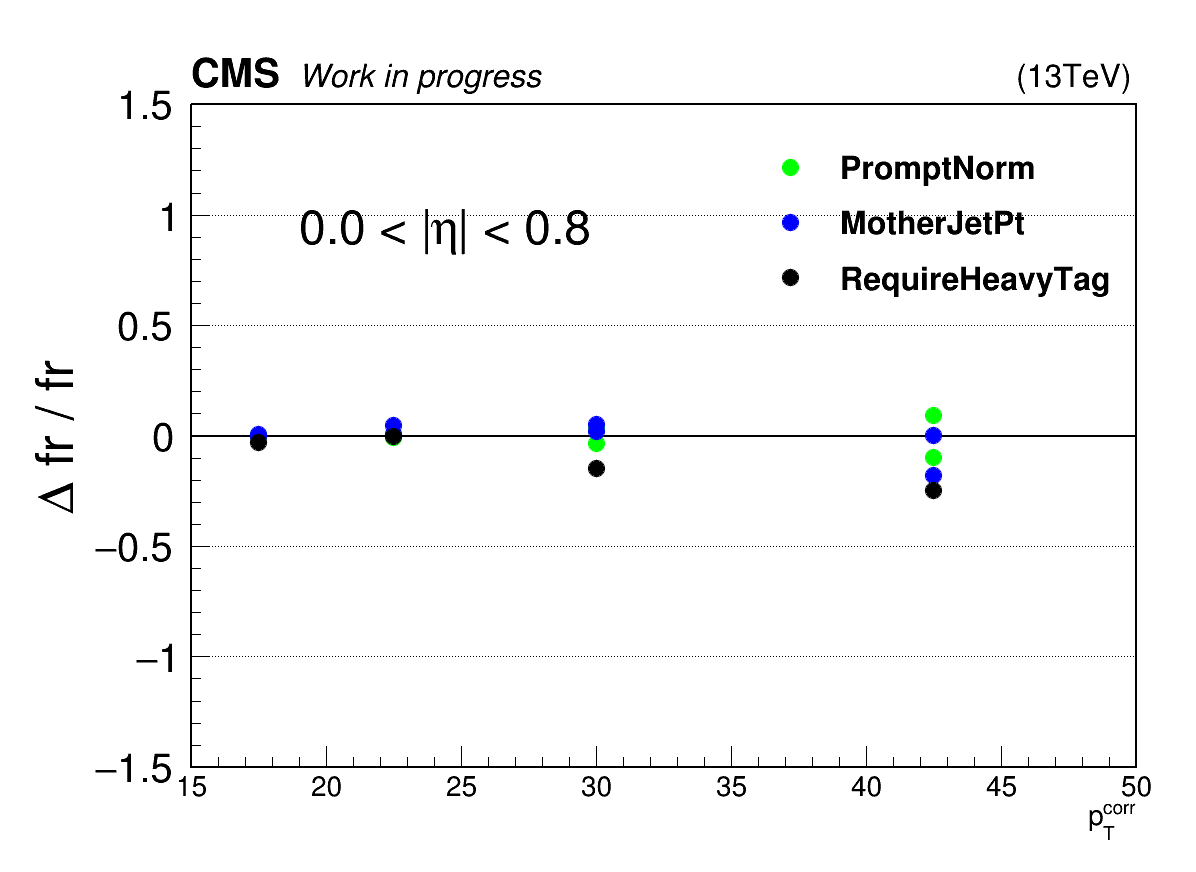 CMS Work in progress (13TeV)
1.5
1
0.5
0
−0.5
−1
−1.5
Δ fr / fr
0.0 < |η| < 0.8
PromptNorm
MotherJetPt
RequireHeavyTag
15 20 25 30 35 40 45 50
p_T^corr